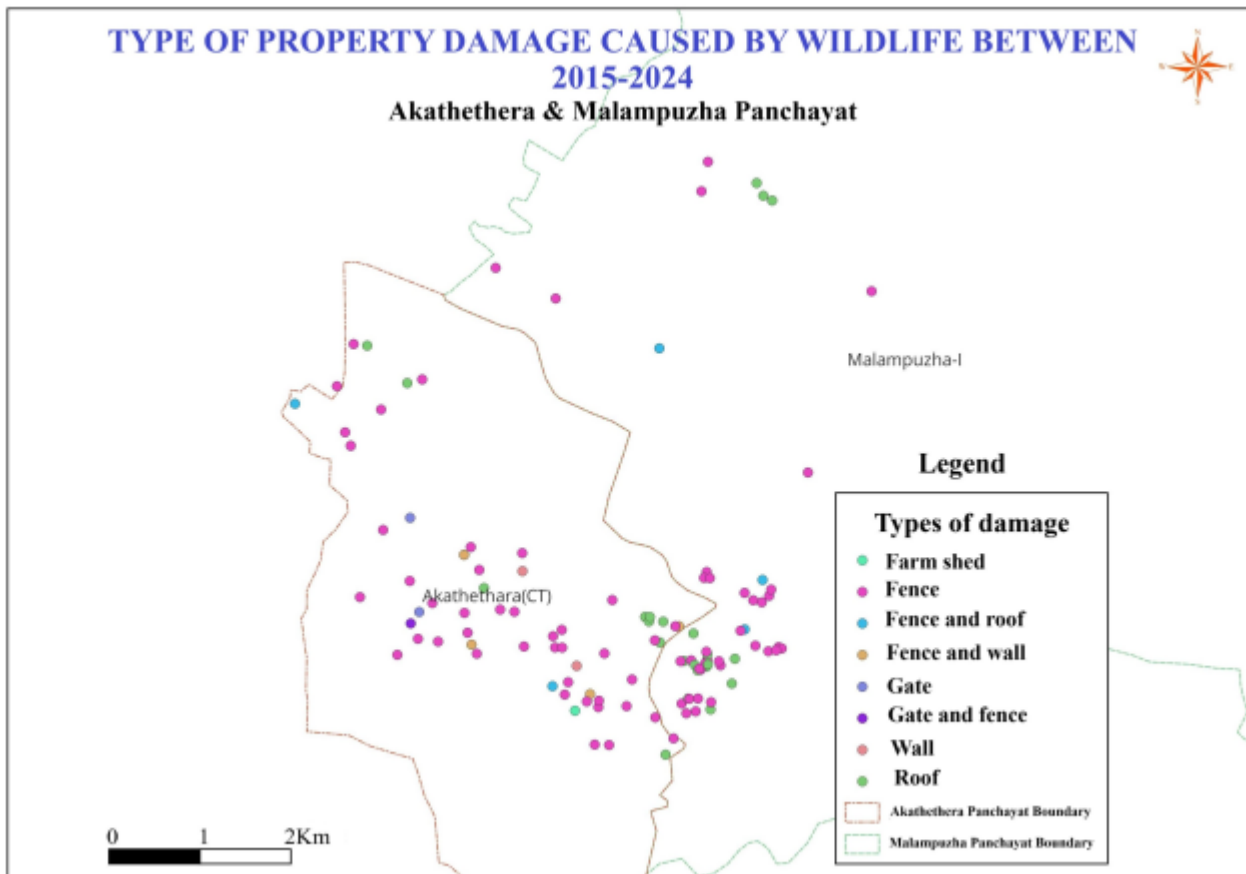 TYPE OF PROPERTY DAMAGE CAUSED BY WILDLIFE BETWEEN
2015-2024
Akathethera & Malampuzha Panchayat
N
E
S
Malampuzha-I
Akathethara(CT)
Legend
Types of damage
Farm shed
Fence
Fence and roof
Fence and wall
Gate
Gate and fence
Wall
Roof
Akathethera Panchayat Boundary
Malampuzha Panchayat Boundary
0 1 2Km